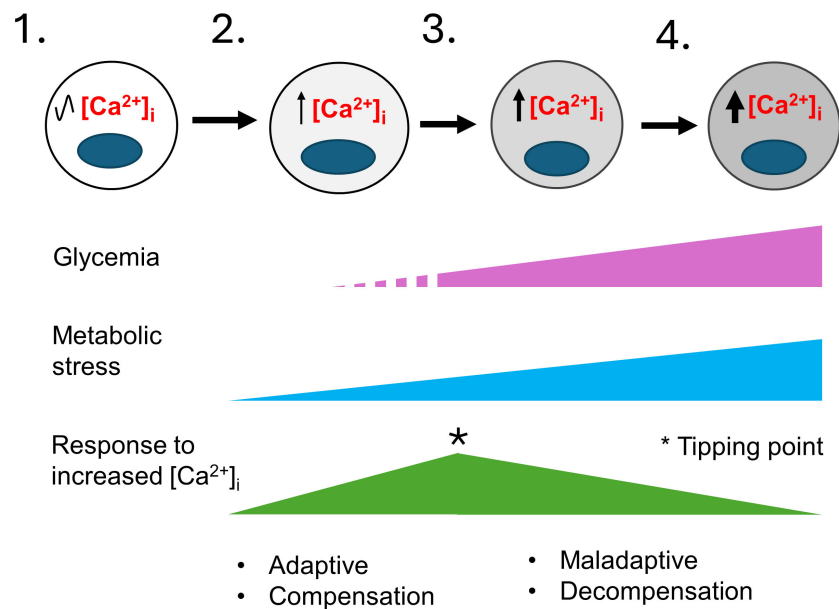 1. 2. 3. 4.
[Ca²⁺]ᵢ [Ca²⁺]ᵢ [Ca²⁺]ᵢ [Ca²⁺]ᵢ
Glycemia
Metabolic
stress
*
Response to * Tipping point
increased [Ca²⁺]ᵢ
• Adaptive
• Compensation
• Maladaptive
• Decompensation